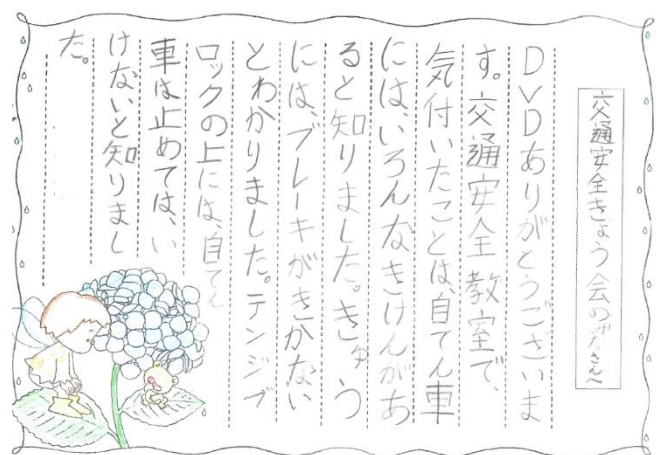 交通安全きょう会のみなさんへ
DVDありがとうございま
す。交通安全教室で、
気付いたことは、自てん車
には、いろんなきけんがあ
ると知りました。きゅう
には、ブレーキがきかない
とわかりました。テンジブ
ロックの上には、自てん
車は止めては、い
けないと知りまし
た。